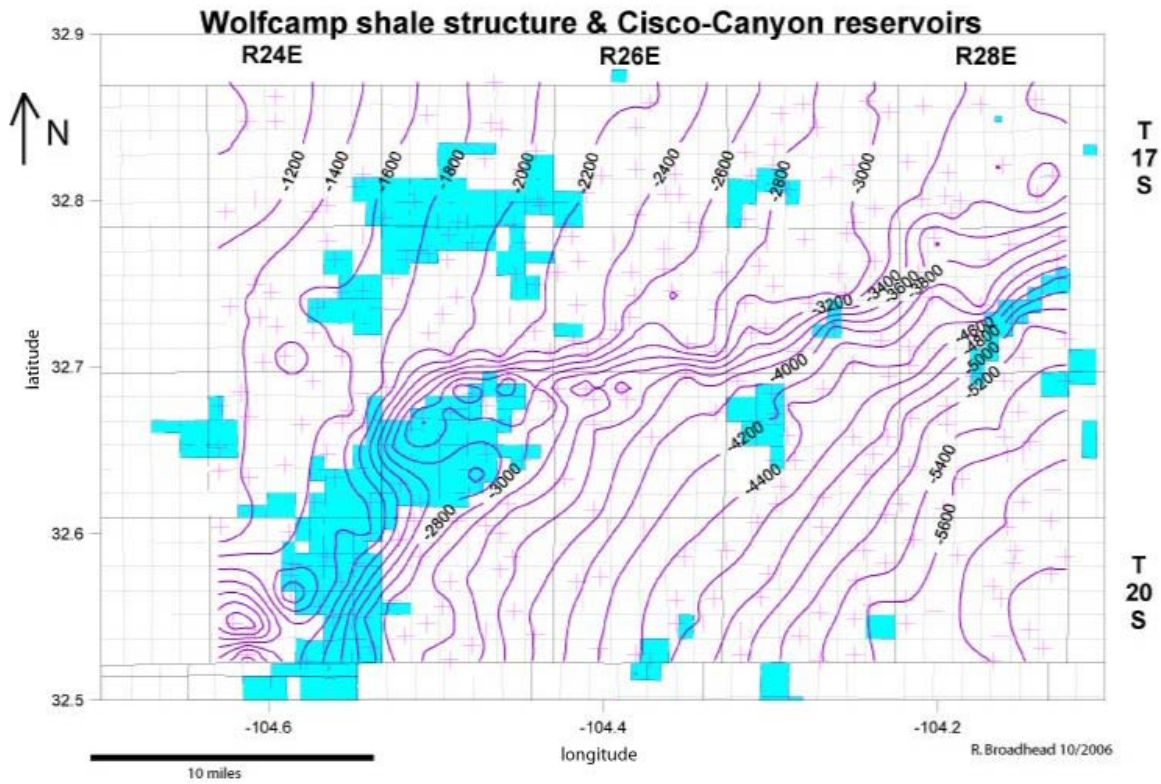 Wolfcamp shale structure & Cisco-Canyon reservoirs
R24E R26E R28E
32.9
32.8
32.7
32.6
32.5
N
latitude
T
17
S
T
20
S
-1200
-1400
-1600
-1800
-2000
-2200
-2400
-2600
-2800
-3000
-3200
-3400
-3600
-3800
-4000
-4600
-4800
-5000
-5200
-4200
-4400
-5400
-5600
-3000
-2800
-104.6 -104.4 -104.2
longitude
10 miles
R. Broadhead 10/2006